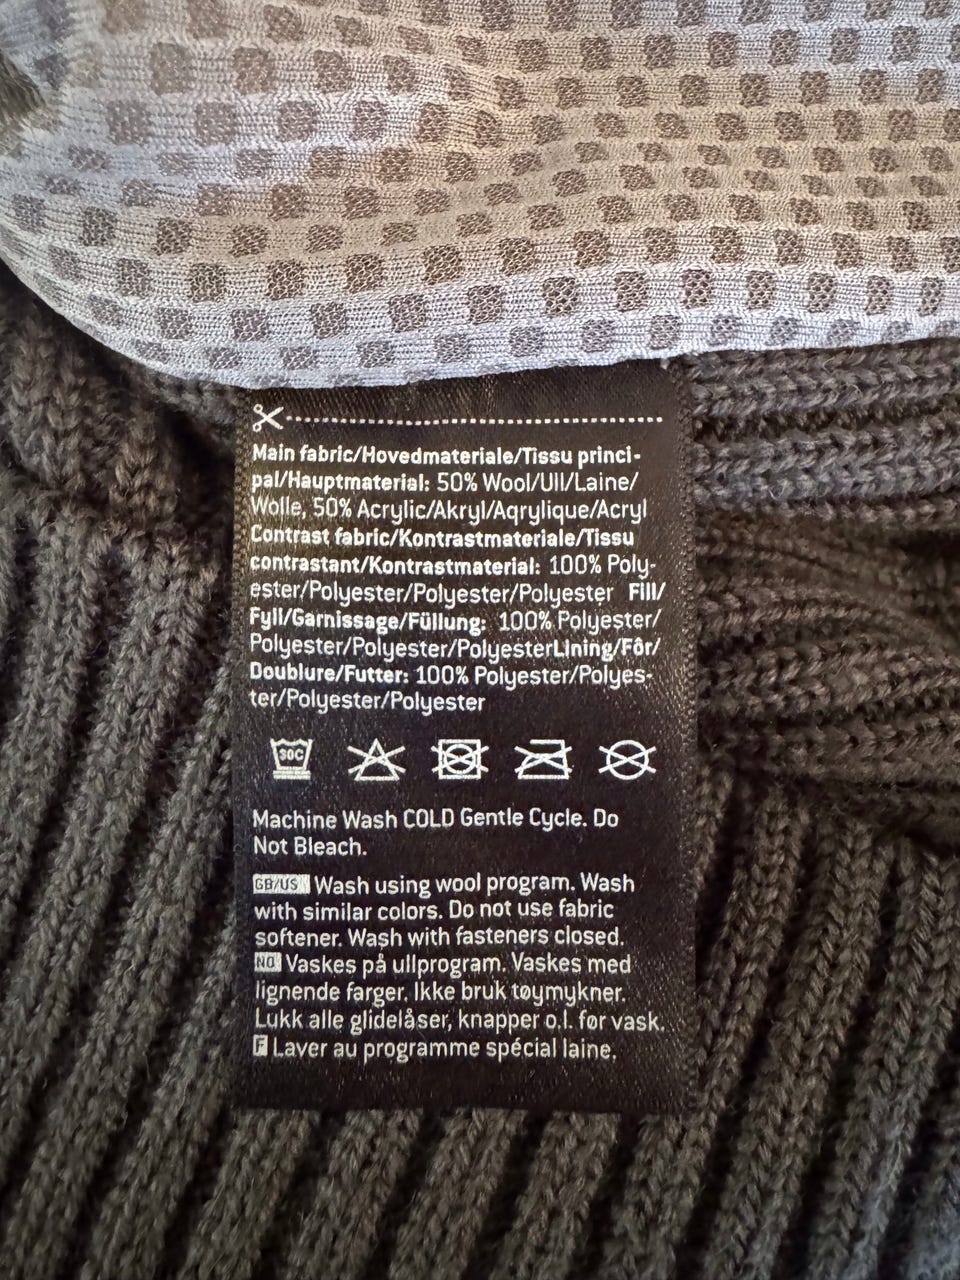 Main fabric/Hovedmateriale/Tissu princi-
pal/Hauptmaterial: 50% Wool/Ull/Laine/
Wolle, 50% Acrylic/Akryl/Aqrylique/Acryl
Contrast fabric/Kontrastmateriale/Tissu
contrastant/Kontrastmaterial: 100% Poly-
ester/Polyester/Polyester/Polyester Fill/
Fyll/Garnissage/Füllung: 100% Polyester/
Polyester/Polyester/PolyesterLining/Fôr/
Doublure/Futter: 100% Polyester/Polyes-
ter/Polyester/Polyester
30C
Machine Wash COLD Gentle Cycle. Do
Not Bleach.
GB/US Wash using wool program. Wash
with similar colors. Do not use fabric
softener. Wash with fasteners closed.
NO Vaskes på ullprogram. Vaskes med
lignende farger. Ikke bruk tøymykner.
Lukk alle glidelåser, knapper o.l. før vask.
F Laver au programme spécial laine.